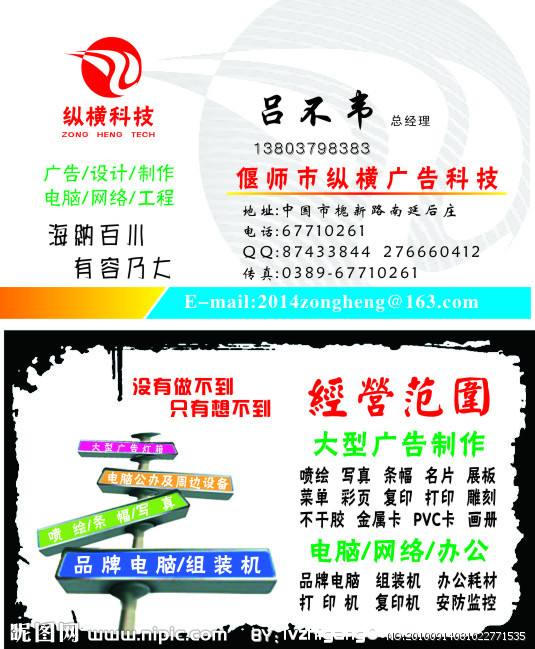 纵横科技
ZONG HENG TECH
广告/设计/制作
电脑/网络/工程
海纳百川
有容乃大
吕不韦 总经理
13803798383
偃师市纵横广告科技
地址:中国市槐新路南延后庄
电话:67710261
QQ:87433844 276660412
传真:0389-67710261
E-mail:2014zongheng@163.com
没有做不到
只有想不到
大型广告灯箱
电脑公办及周边设备
喷绘/条幅/写真
品牌电脑/组装机
經營范圍
大型广告制作
喷绘 写真 条幅 名片 展板
菜单 彩页 复印 打印 雕刻
不干胶 金属卡 PVC卡 画册
电脑/网络/办公
品牌电脑 组装机 办公耗材
打印机 复印机 安防监控
昵图网 www.nipic.com BY: lvzhigang0 NO:20100914081022771535